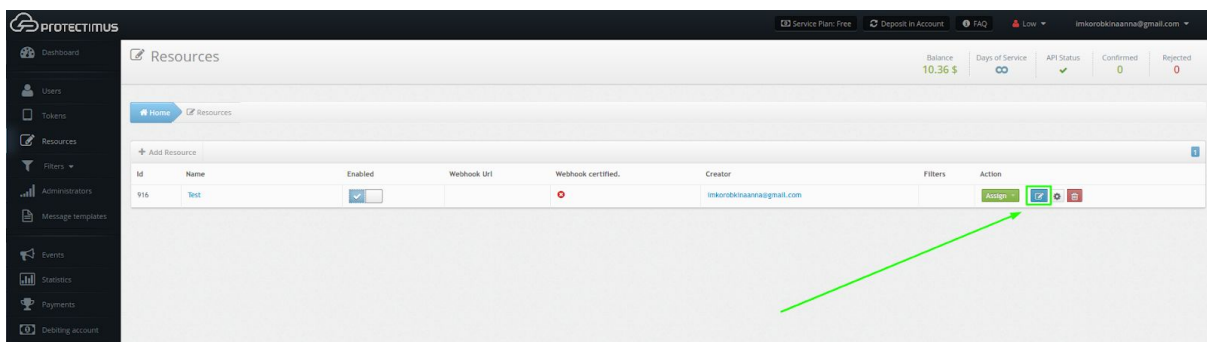 PROTECTIMUS
Service Plan: Free
Deposit in Account
FAQ
Low
imkorobkinaanna@gmail.com
Dashboard
Users
Tokens
Resources
Filters
Administrators
Message templates
Events
Statistics
Payments
Debiting account
Resources
Balance
10.36 $
Days of Service
API Status
Confirmed
0
Rejected
0
Home
Resources
+ Add Resource
1
Id Name Enabled Webhook Url Webhook certified. Creator Filters Action
916 Test imkorobkinaanna@gmail.com Assign